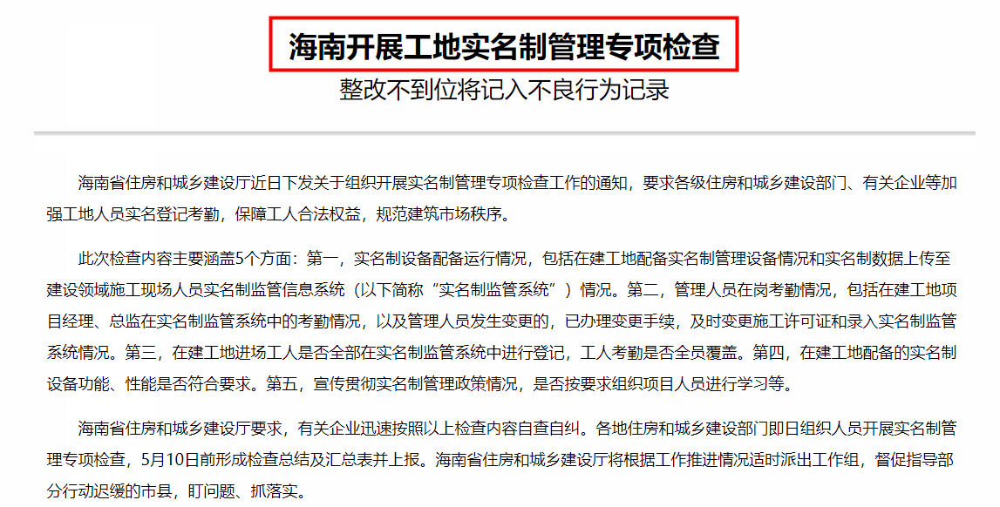 海南开展工地实名制管理专项检查
整改不到位将记入不良行为记录
海南省住房和城乡建设厅近日下发关于组织开展实名制管理专项检查工作的通知，要求各级住房和城乡建设部门、有关企业等加
强工地人员实名登记考勤，保障工人合法权益，规范建筑市场秩序。
此次检查内容主要涵盖5个方面：第一，实名制设备配备运行情况，包括在建工地配备实名制管理设备情况和实名制数据上传至
建设领域施工现场人员实名制监管信息系统（以下简称“实名制监管系统”）情况。第二，管理人员在岗考勤情况，包括在建工地项
目经理、总监在实名制监管系统中的考勤情况，以及管理人员发生变更的，已办理变更手续，及时变更施工许可证和录入实名制监管
系统情况。第三，在建工地进场工人是否全部在实名制监管系统中进行登记，工人考勤是否全员覆盖。第四，在建工地配备的实名制
设备功能、性能是否符合要求。第五，宣传贯彻实名制管理政策情况，是否按要求组织项目人员进行学习等。
海南省住房和城乡建设厅要求，有关企业迅速按照以上检查内容自查自纠。各地住房和城乡建设部门即日组织人员开展实名制管
理专项检查，5月10日前形成检查总结及汇总表并上报。海南省住房和城乡建设厅将根据工作推进情况适时派出工作组，督促指导部
分行动迟缓的市县，盯问题、抓落实。